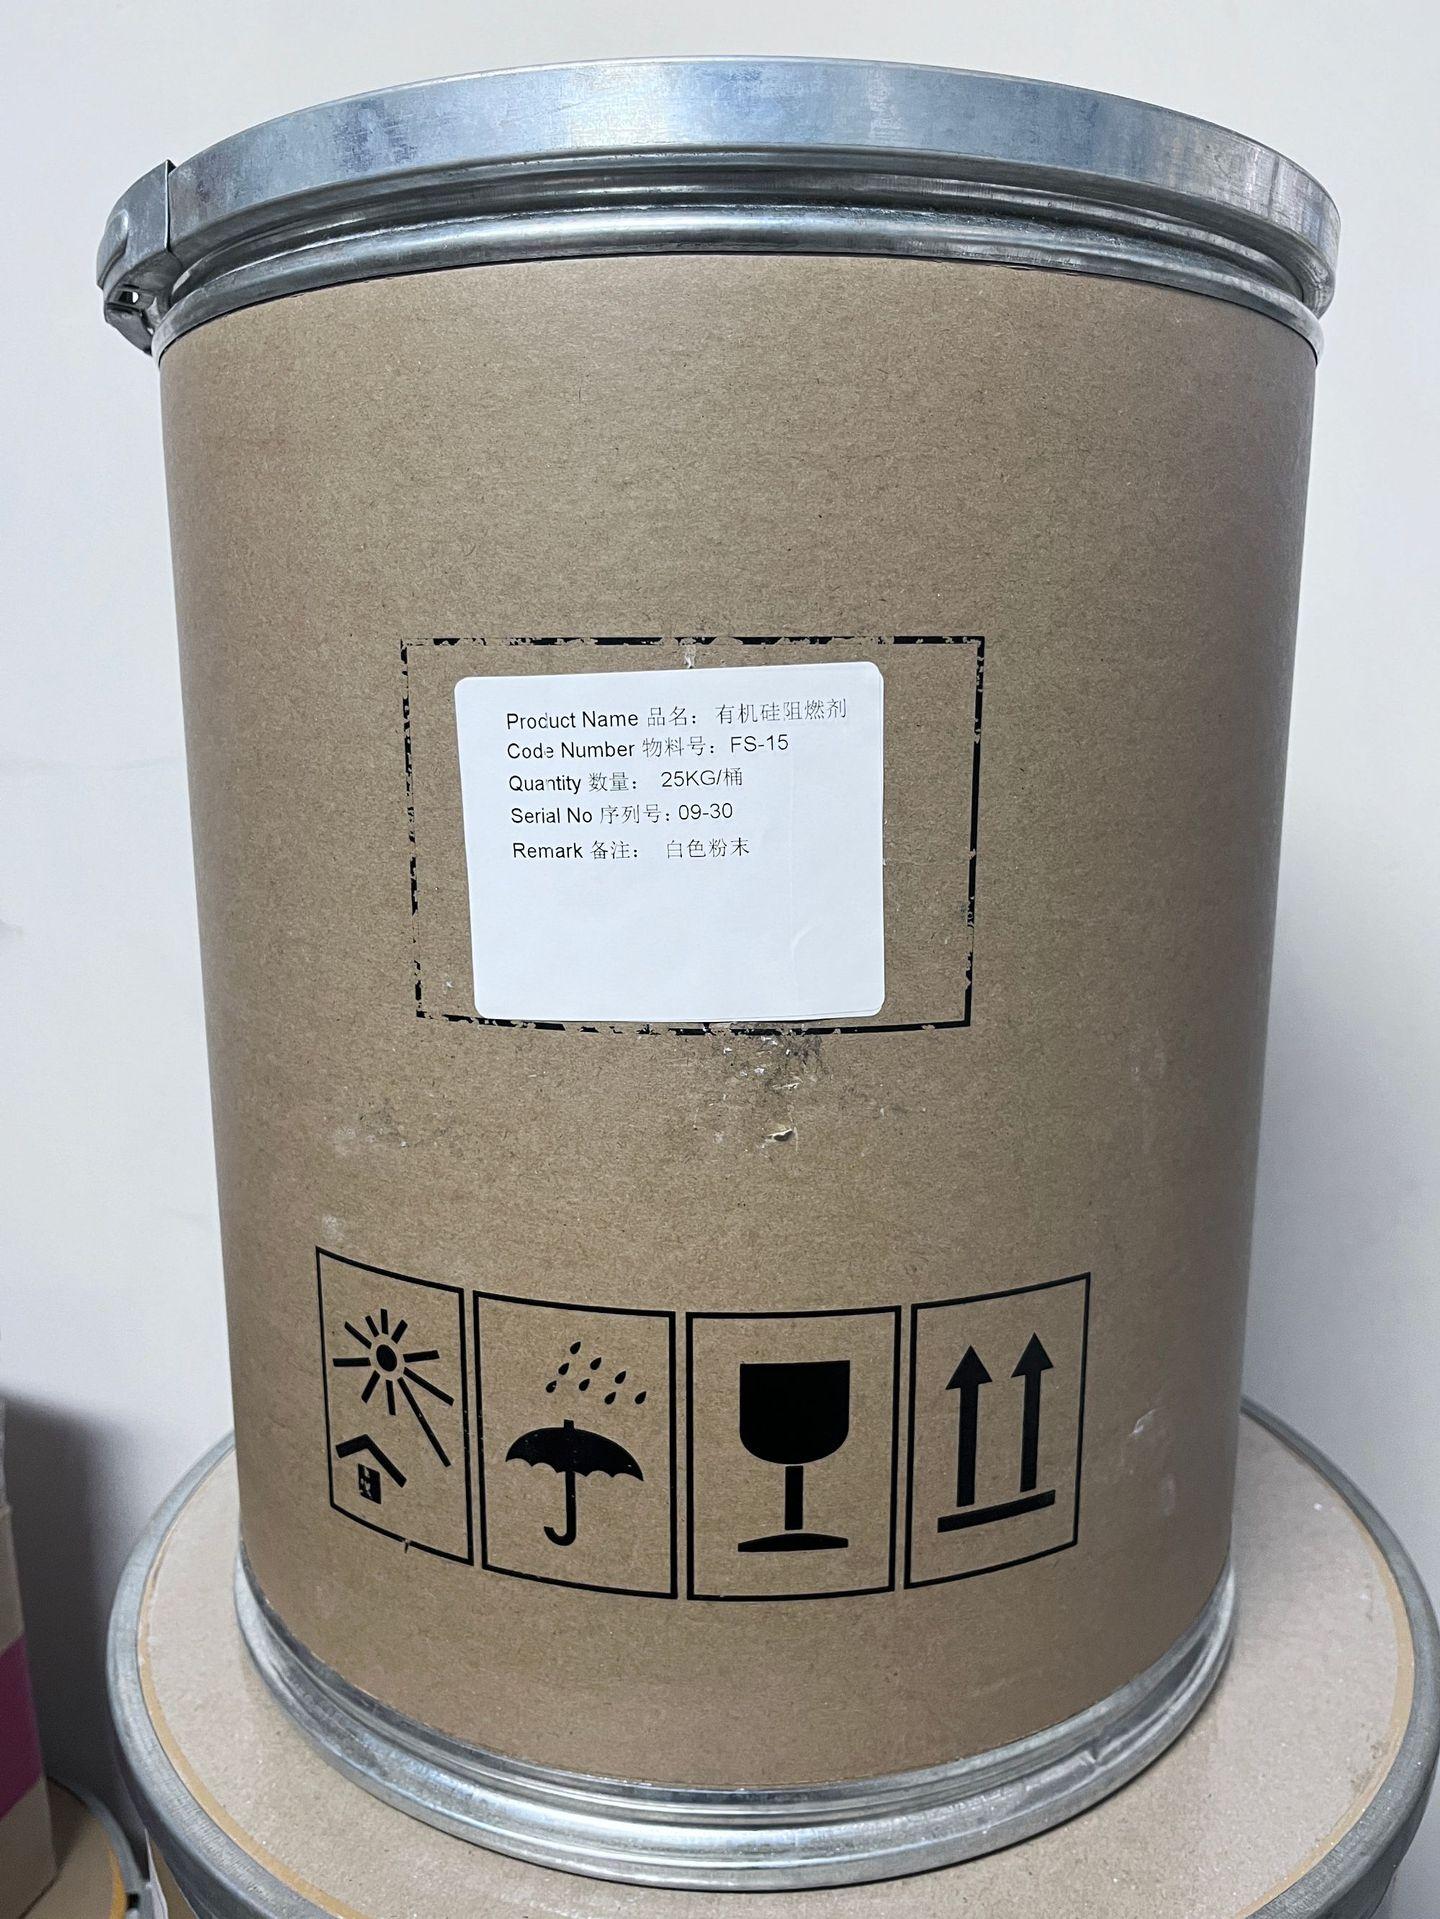 Product Name 品名： 有机硅阻燃剂
Code Number 物料号： FS-15
Quantity 数量： 25KG/桶
Serial No 序列号：09-30
Remark 备注： 白色粉末